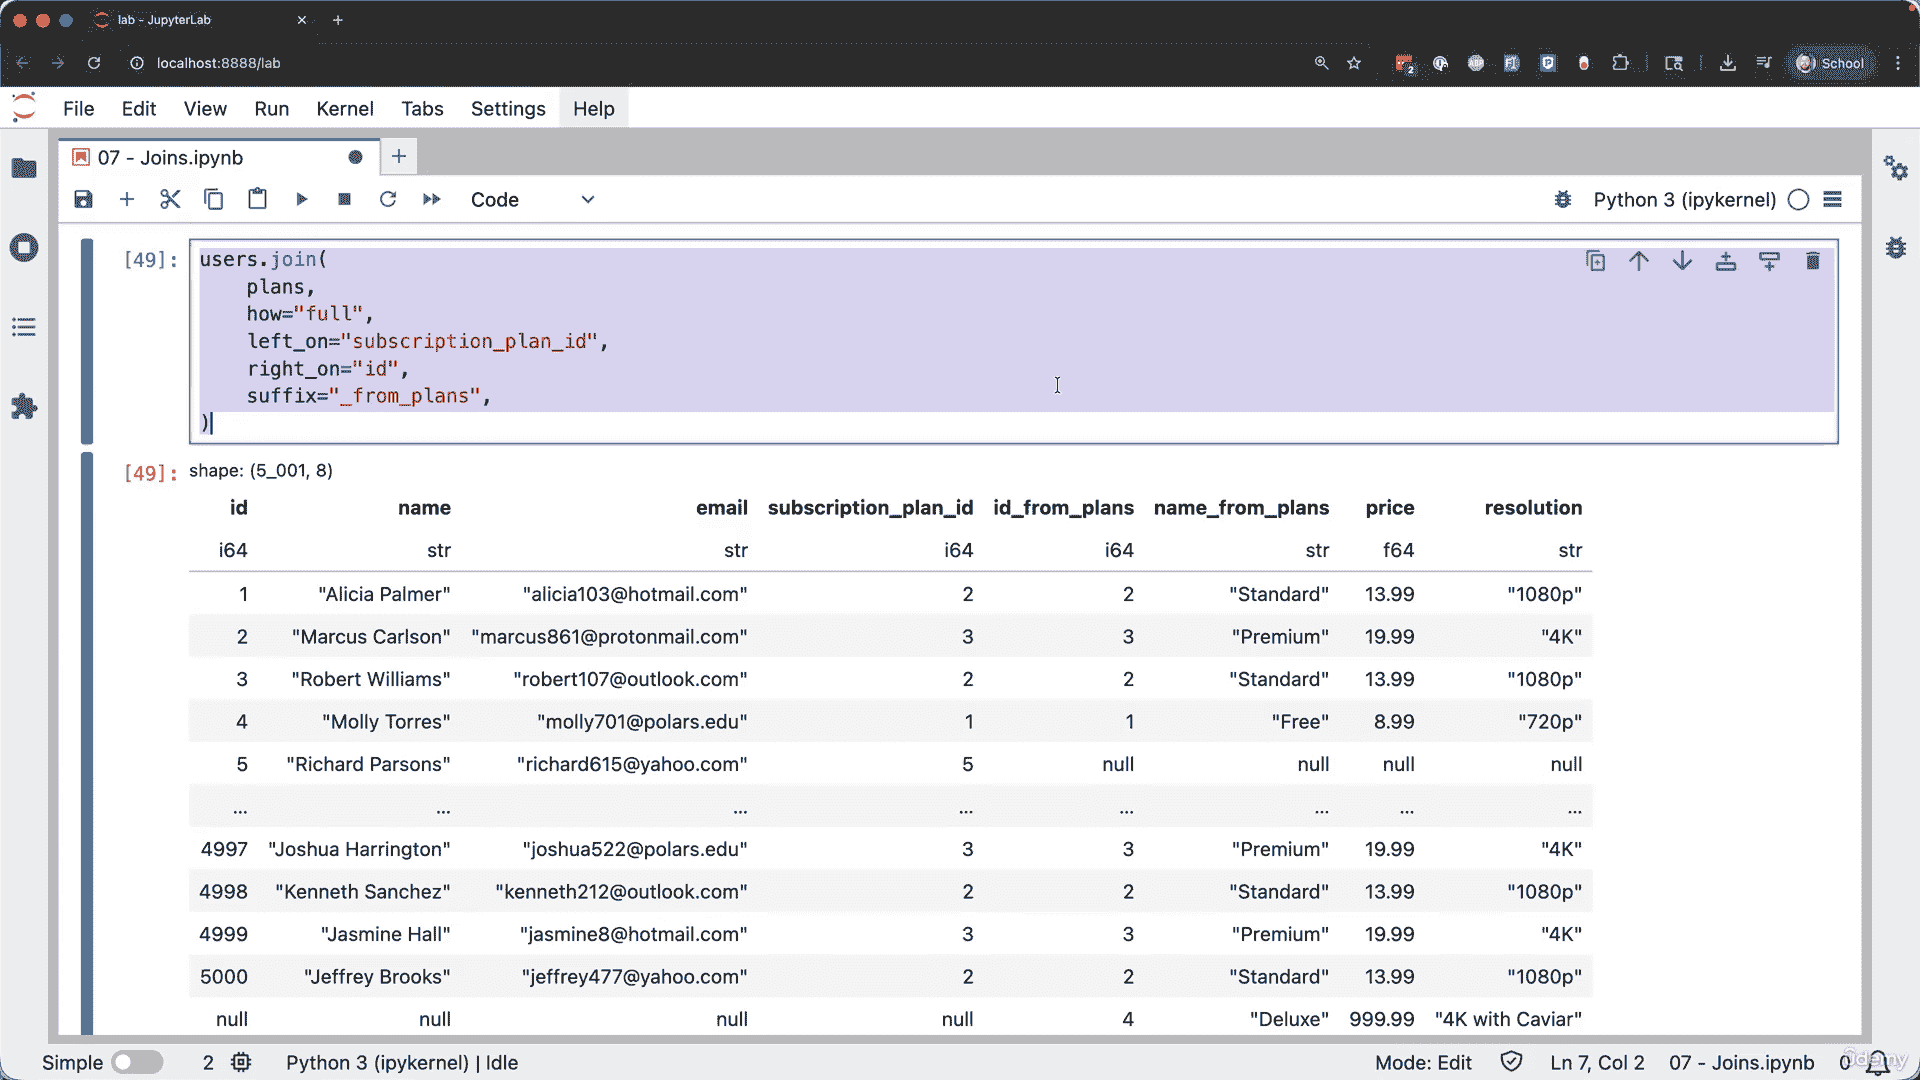 lab - JupyterLab
localhost:8888/lab
2
ABP
School
File Edit View Run Kernel Tabs Settings Help
07 - Joins.ipynb
Code
Python 3 (ipykernel)
[49]:
users.join(
    plans,
    how="full",
    left_on="subscription_plan_id",
    right_on="id",
    suffix="_from_plans",
)
[49]: shape: (5_001, 8)
id name email subscription_plan_id id_from_plans name_from_plans price resolution
i64 str str i64 i64 str f64 str
1 "Alicia Palmer" "alicia103@hotmail.com" 2 2 "Standard" 13.99 "1080p"
2 "Marcus Carlson" "marcus861@protonmail.com" 3 3 "Premium" 19.99 "4K"
3 "Robert Williams" "robert107@outlook.com" 2 2 "Standard" 13.99 "1080p"
4 "Molly Torres" "molly701@polars.edu" 1 1 "Free" 8.99 "720p"
5 "Richard Parsons" "richard615@yahoo.com" 5 null null null null
… … … … … … … …
4997 "Joshua Harrington" "joshua522@polars.edu" 3 3 "Premium" 19.99 "4K"
4998 "Kenneth Sanchez" "kenneth212@outlook.com" 2 2 "Standard" 13.99 "1080p"
4999 "Jasmine Hall" "jasmine8@hotmail.com" 3 3 "Premium" 19.99 "4K"
5000 "Jeffrey Brooks" "jeffrey477@yahoo.com" 2 2 "Standard" 13.99 "1080p"
null null null null 4 "Deluxe" 999.99 "4K with Caviar"
Simple 2 Python 3 (ipykernel) | Idle Mode: Edit Ln 7, Col 2 07 - Joins.ipynb 0
Udemy